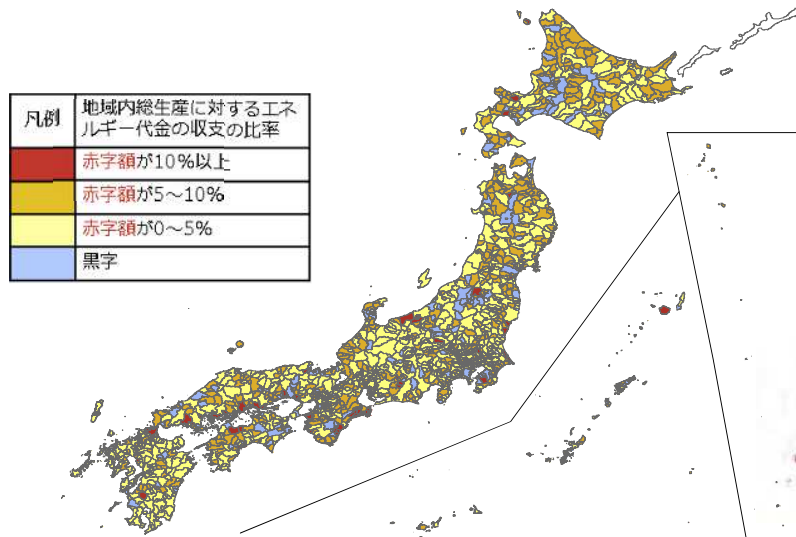 凡例
地域内総生産に対するエネ
ルギー代金の収支の比率
赤字額が10%以上
赤字額が5～10%
赤字額が0～5%
黒字